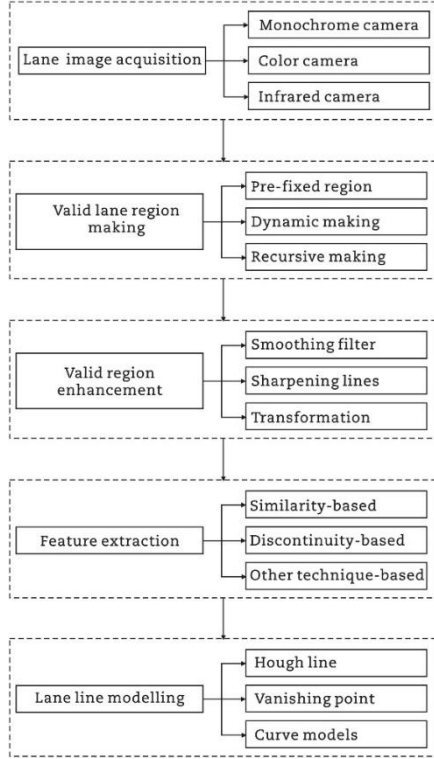 Lane image acquisition
Monochrome camera
Color camera
Infrared camera
Valid lane region
making
Pre-fixed region
Dynamic making
Recursive making
Valid region
enhancement
Smoothing filter
Sharpening lines
Transformation
Feature extraction
Similarity-based
Discontinuity-based
Other technique-based
Lane line modelling
Hough line
Vanishing point
Curve models